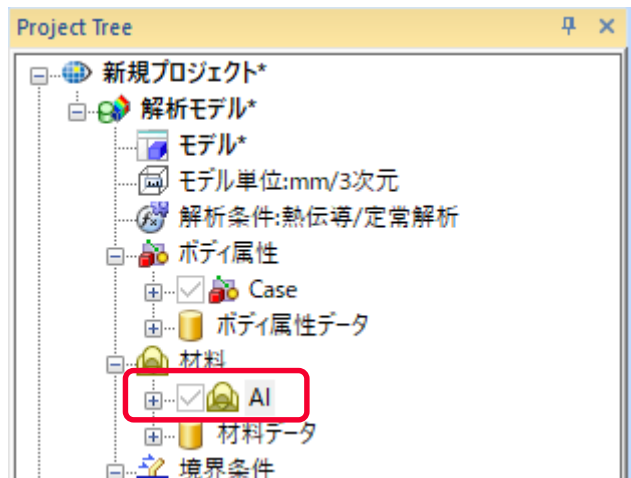 Project Tree
新規プロジェクト*
解析モデル*
モデル*
モデル単位:mm/3次元
解析条件:熱伝導/定常解析
ボディ属性
Case
ボディ属性データ
材料
Al
材料データ
境界条件